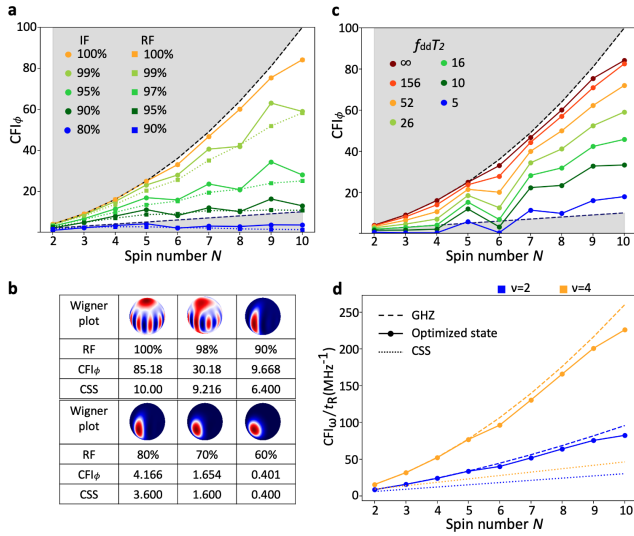 a
IF RF
100% 100%
99% 99%
95% 97%
90% 95%
80% 90%
CFIϕ
100
80
60
40
20
2 3 4 5 6 7 8 9 10
Spin number N
c
fddT2
∞ 16
156 10
52 5
26
CFIϕ
100
80
60
40
20
0
2 3 4 5 6 7 8 9 10
Spin number N
b
Wigner plot
RF 100% 98% 90%
CFIϕ 85.18 30.18 9.668
CSS 10.00 9.216 6.400
Wigner plot
RF 80% 70% 60%
CFIϕ 4.166 1.654 0.401
CSS 3.600 1.600 0.400
d
ν=2 ν=4
GHZ
Optimized state
CSS
CFIω/tR(MHz⁻¹)
250
200
150
100
50
0
2 3 4 5 6 7 8 9 10
Spin number N